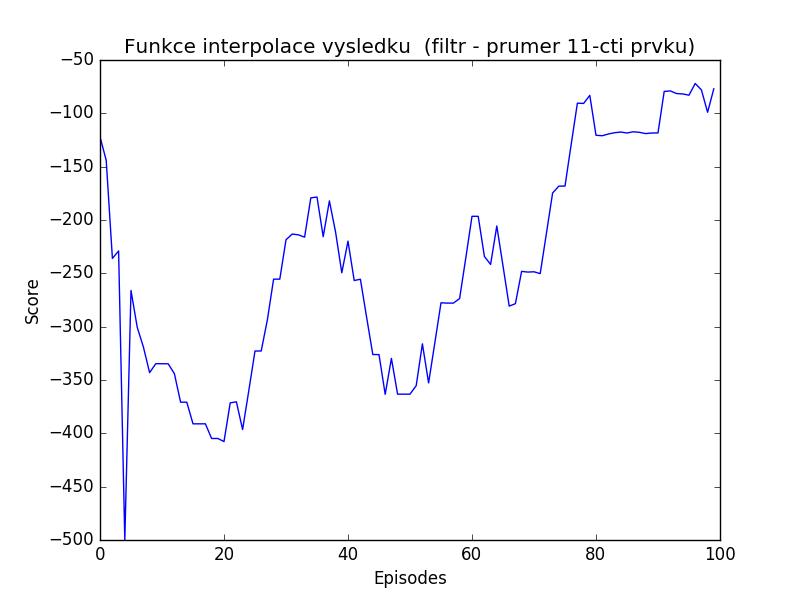 Funkce interpolace vysledku  (filtr - prumer 11-cti prvku)
−50
−100
−150
−200
−250
−300
−350
−400
−450
−500
Score
0 20 40 60 80 100
Episodes